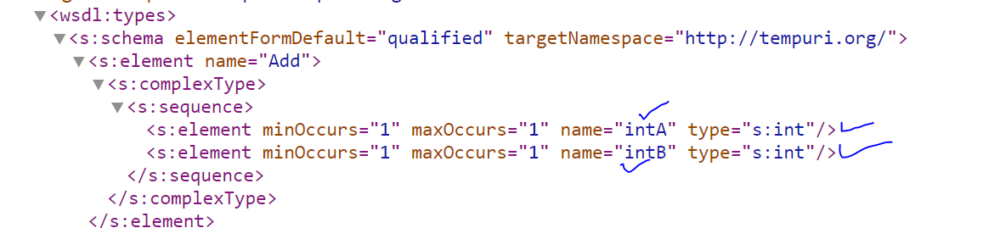 <wsdl:types>
<s:schema elementFormDefault="qualified" targetNamespace="http://tempuri.org/">
<s:element name="Add">
<s:complexType>
<s:sequence>
<s:element minOccurs="1" maxOccurs="1" name="intA" type="s:int"/>
<s:element minOccurs="1" maxOccurs="1" name="intB" type="s:int"/>
</s:sequence>
</s:complexType>
</s:element>